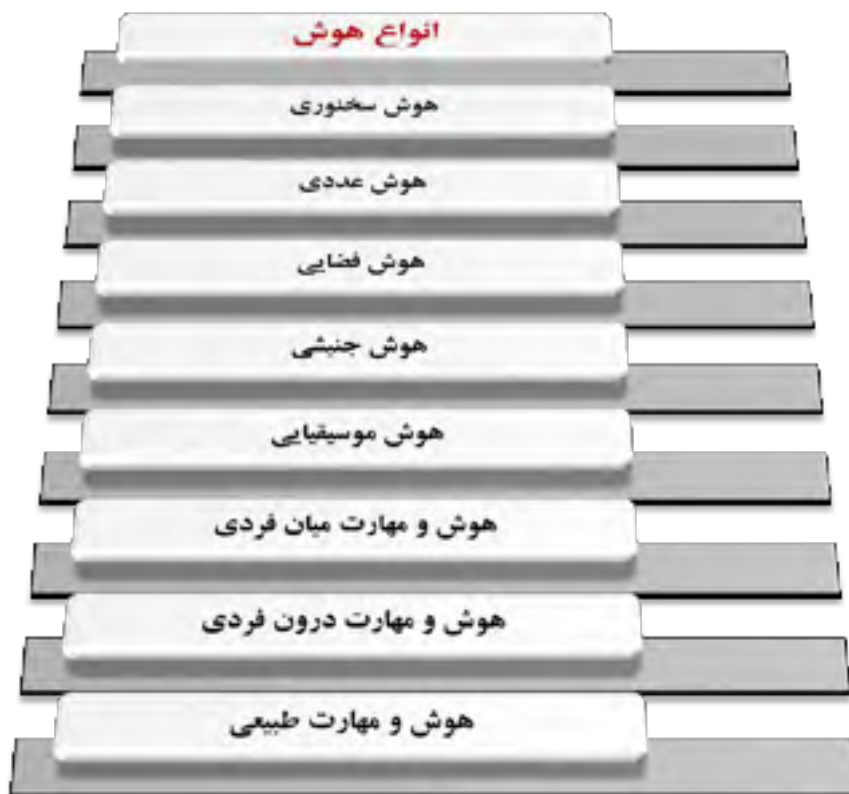 انواع هوش
هوش سخنوری
هوش عددی
هوش فضایی
هوش جنبشی
هوش موسیقیایی
هوش و مهارت میان فردی
هوش و مهارت درون فردی
هوش و مهارت طبیعی